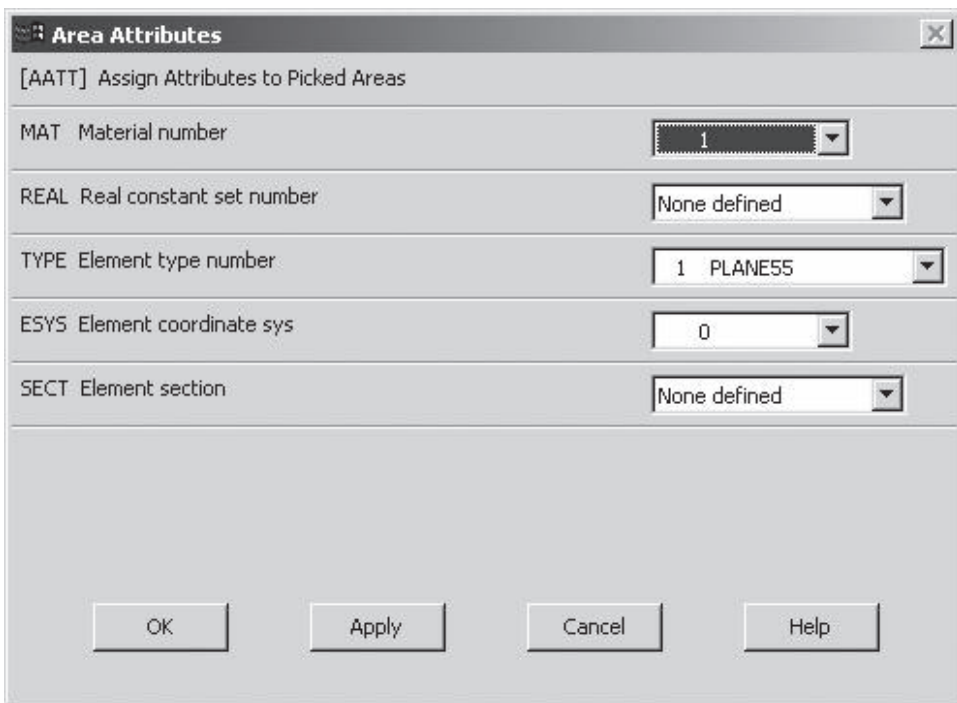 Area Attributes
[AATT] Assign Attributes to Picked Areas
MAT Material number 1
REAL Real constant set number None defined
TYPE Element type number 1 PLANE55
ESYS Element coordinate sys 0
SECT Element section None defined
OK Apply Cancel Help